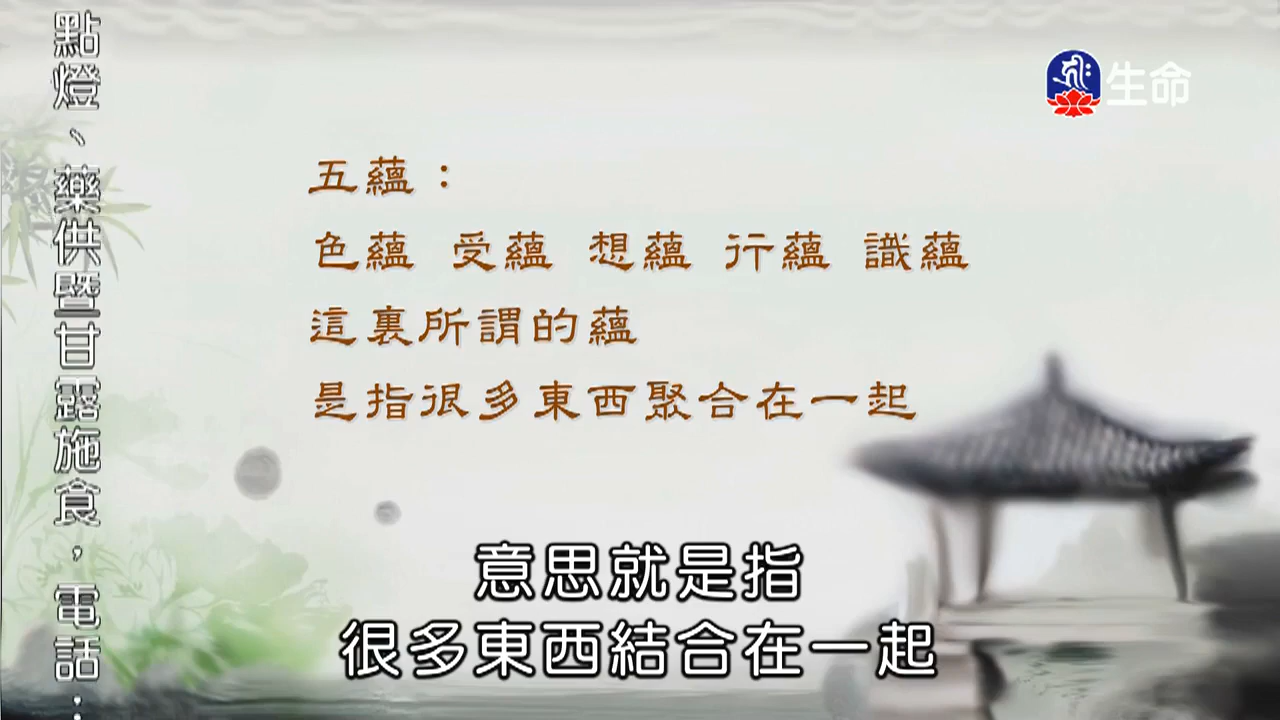 點燈、藥供暨甘露施食，電話：
生命
五蘊：
色蘊 受蘊 想蘊 行蘊 識蘊
這裏所謂的蘊
是指很多東西聚合在一起
意思就是指
很多東西結合在一起